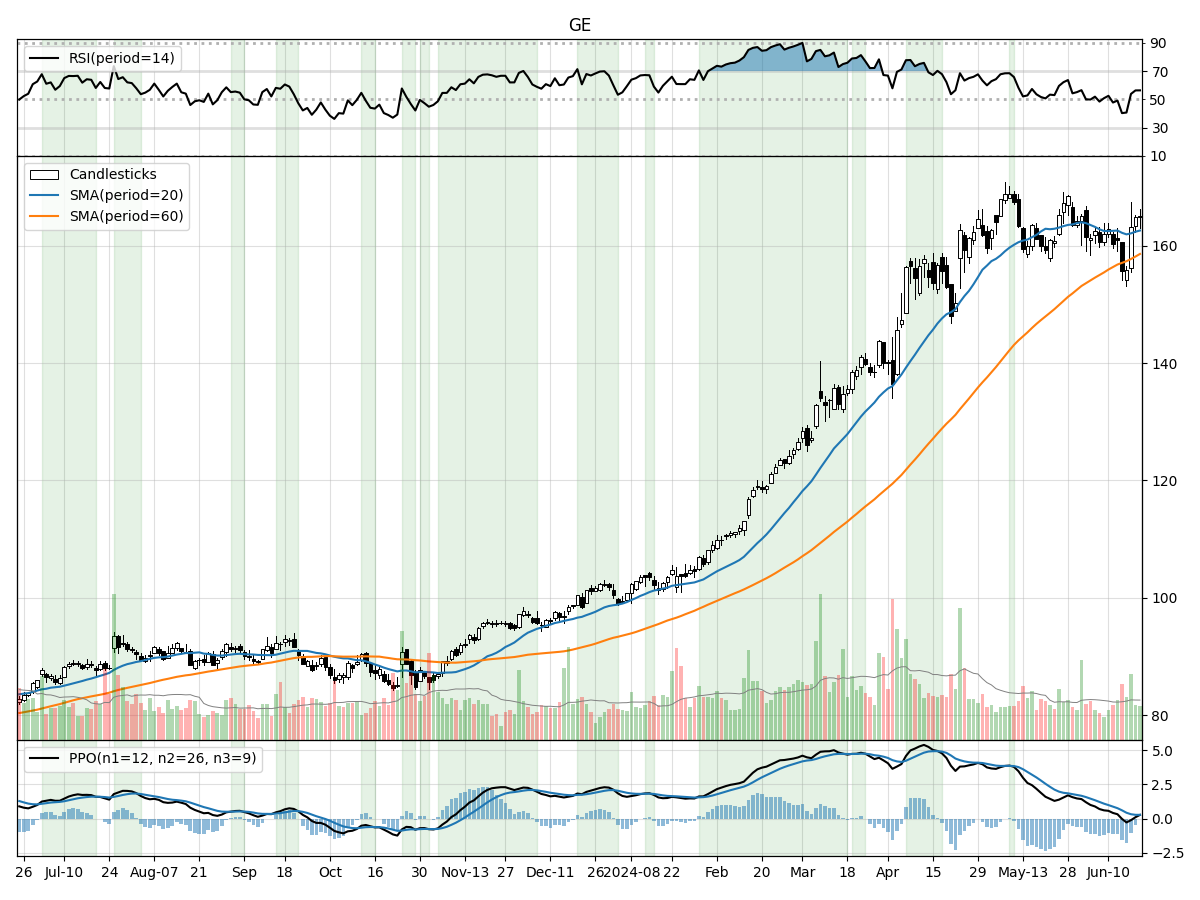 GE
RSI(period=14)
90
70
50
30
10
Candlesticks
SMA(period=20)
SMA(period=60)
160
140
120
100
80
PPO(n1=12, n2=26, n3=9)
5.0
2.5
0.0
−2.5
26 Jul-10 24 Aug-07 21 Sep 18 Oct 16 30 Nov-13 27 Dec-11 26 2024-08 22 Feb 20 Mar 18 Apr 15 29 May-13 28 Jun-10